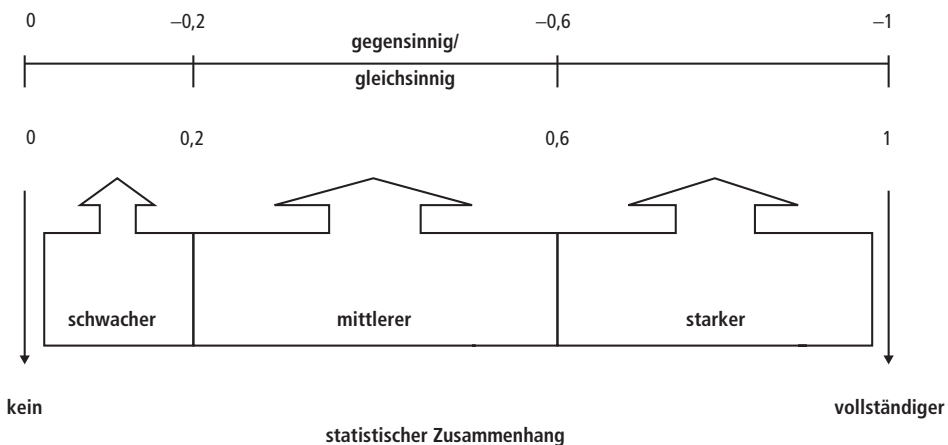 0 −0,2 −0,6 −1
gegensinnig/
gleichsinnig
0 0,2 0,6 1
schwacher mittlerer starker
kein vollständiger
statistischer Zusammenhang